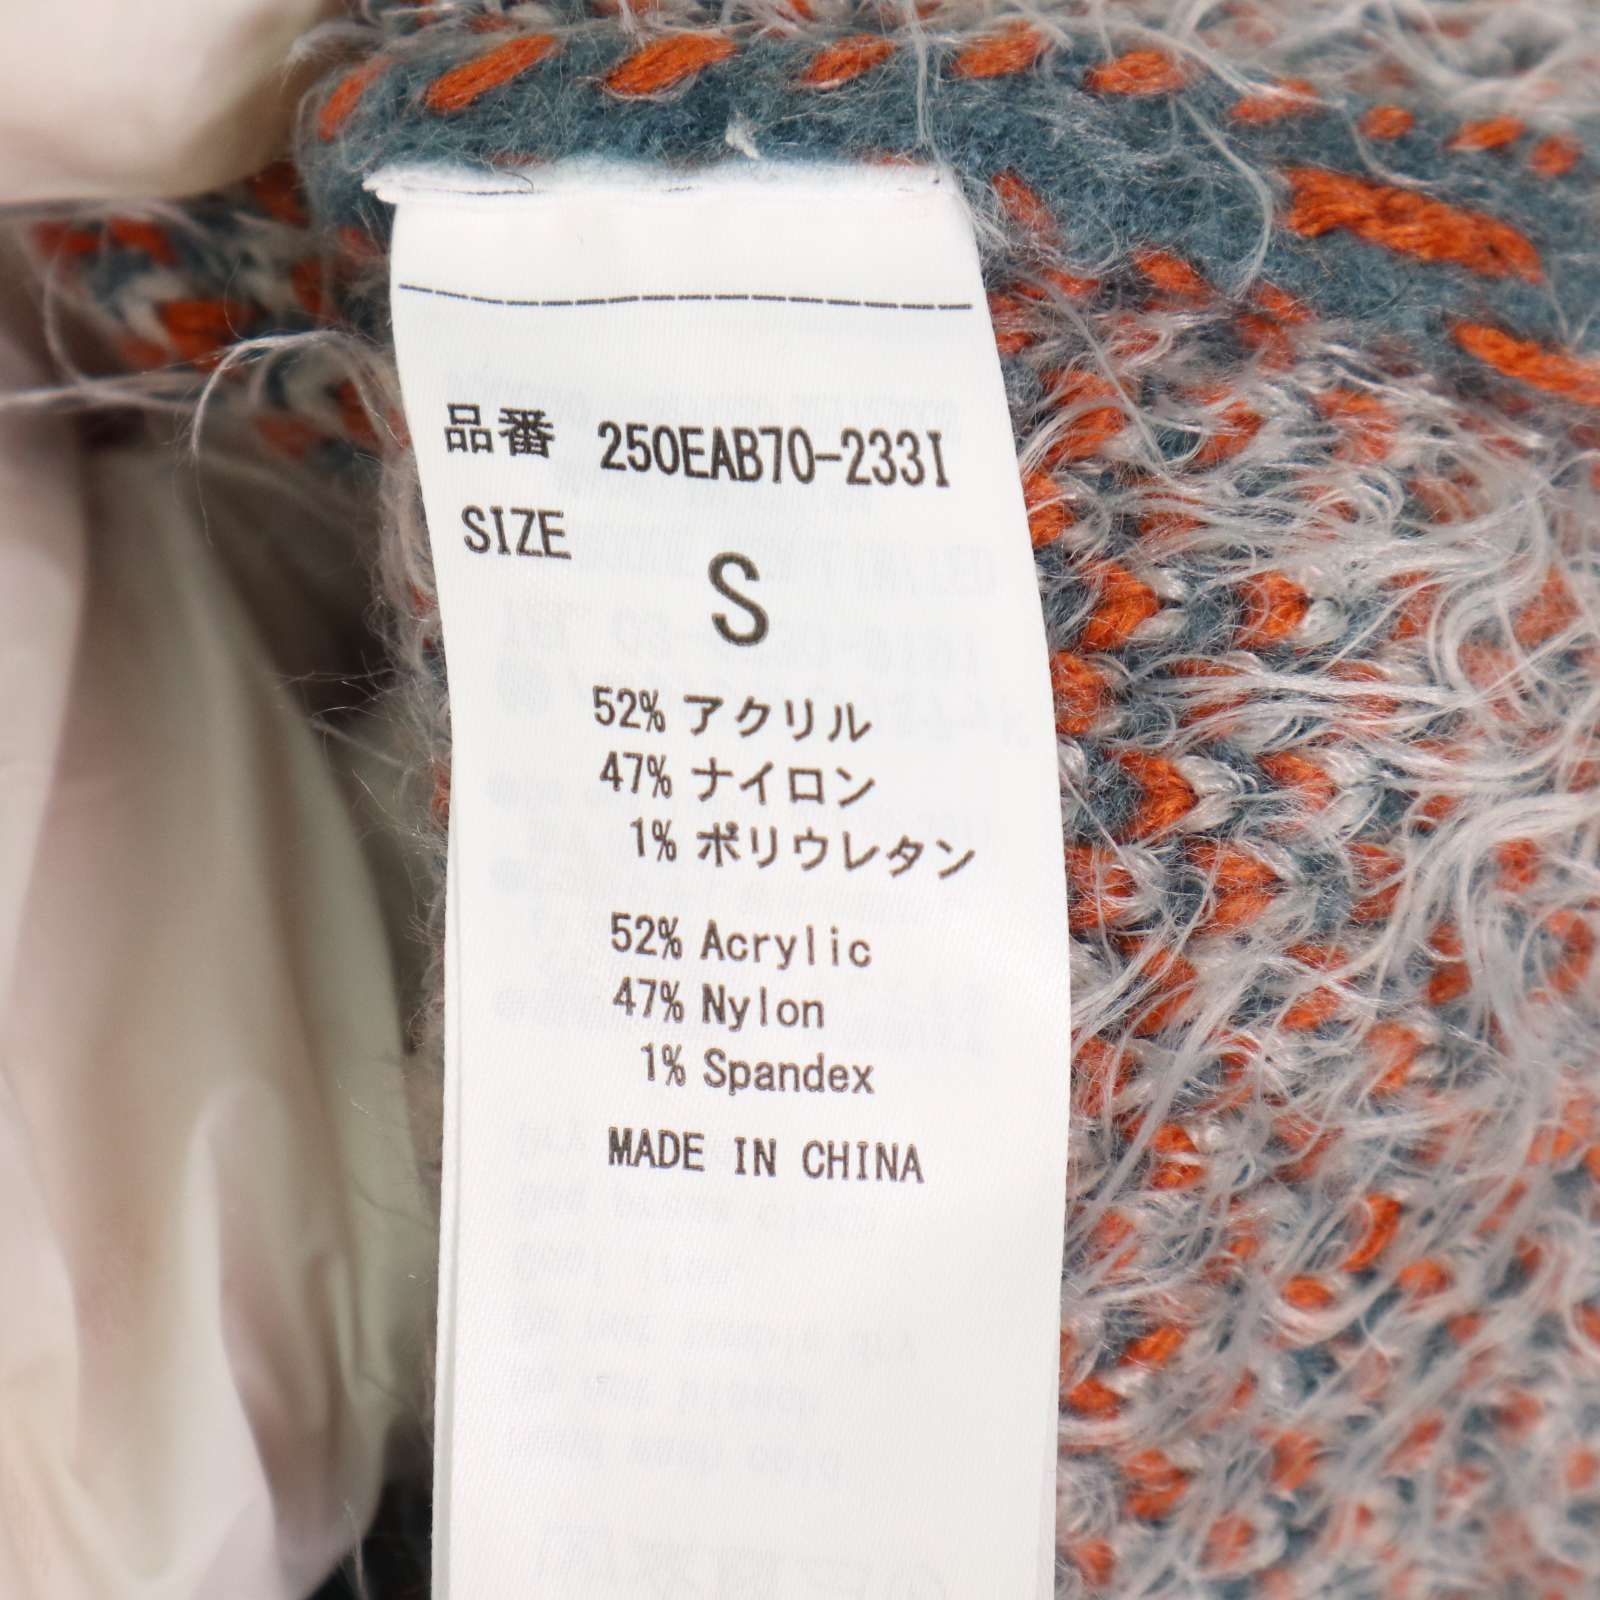 品番 250EAB70-233I
SIZE
S
52% アクリル
47% ナイロン
1% ポリウレタン
52% Acrylic
47% Nylon
1% Spandex
MADE IN CHINA